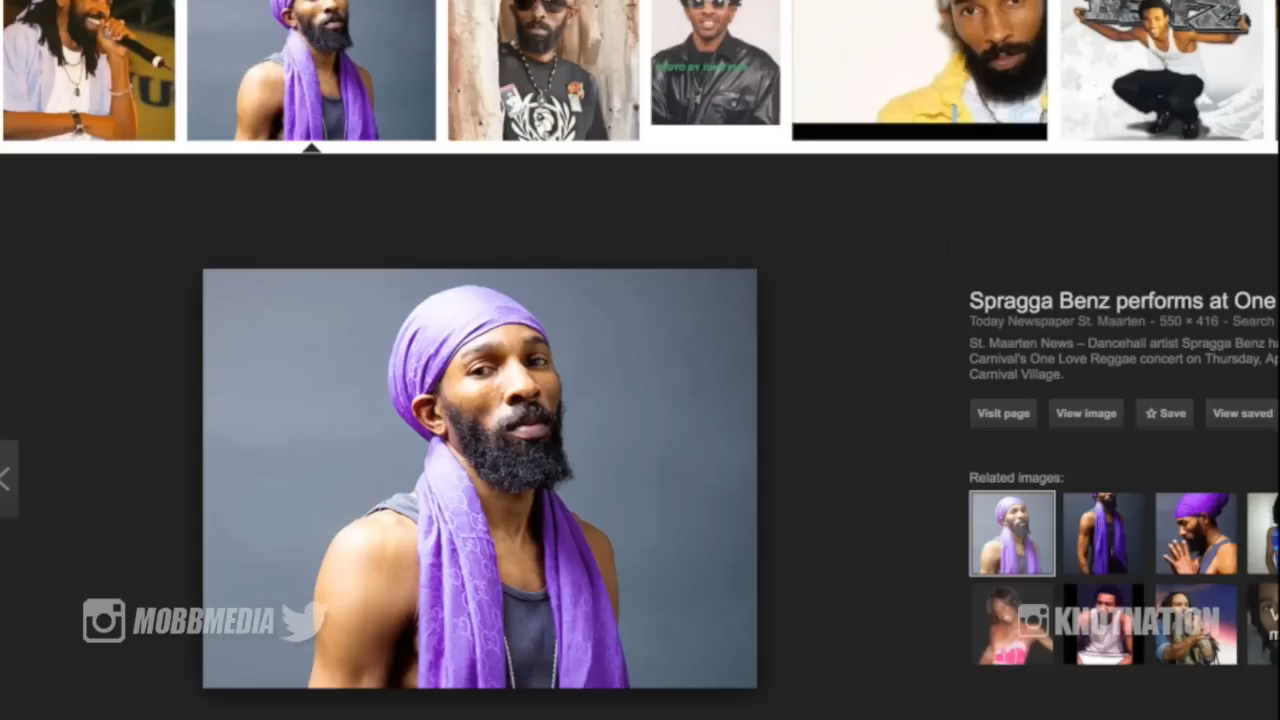 PHOTO BY
Spragga Benz performs at One
Today Newspaper St. Maarten - 550 × 416 - Search
St. Maarten News – Dancehall artist Spragga Benz
Carnival's One Love Reggae concert on Thursday,
Carnival Village.
Visit page
View image
Save
View saved
Related images:
MOBBMEDIA
KNUTNATION